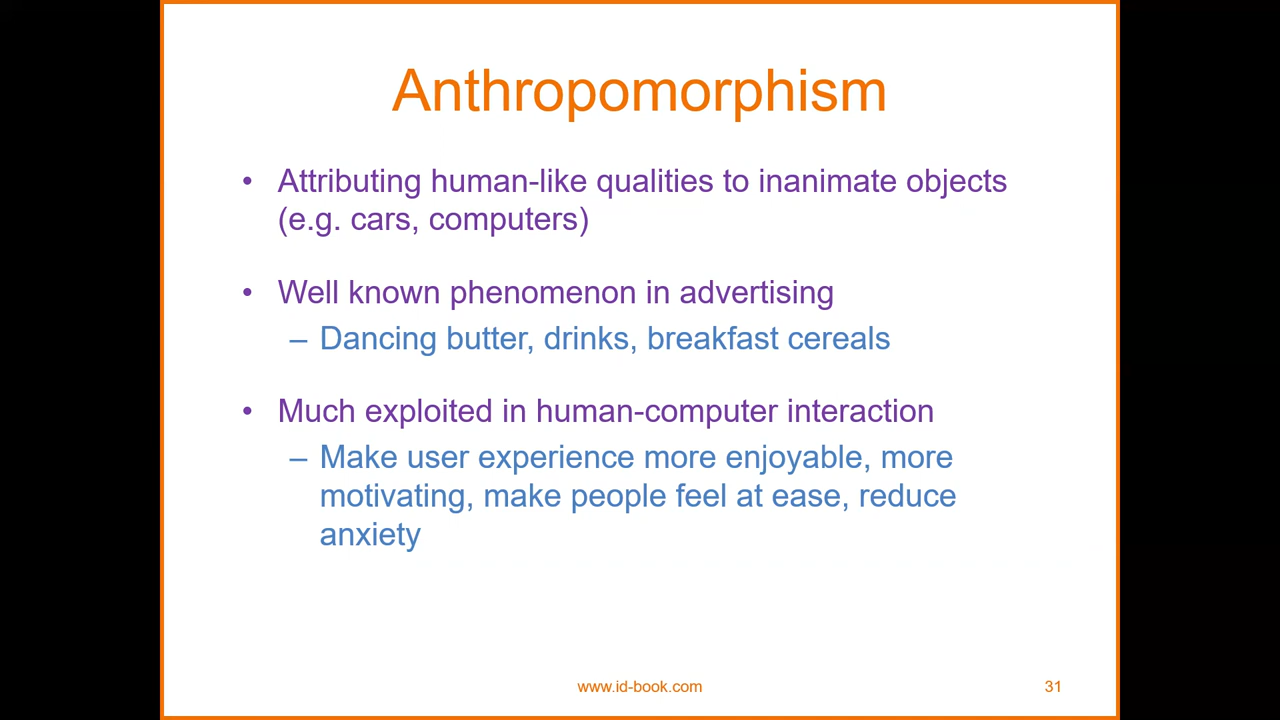 Anthropomorphism
• Attributing human-like qualities to inanimate objects
(e.g. cars, computers)
• Well known phenomenon in advertising
– Dancing butter, drinks, breakfast cereals
• Much exploited in human-computer interaction
– Make user experience more enjoyable, more
motivating, make people feel at ease, reduce
anxiety
www.id-book.com
31